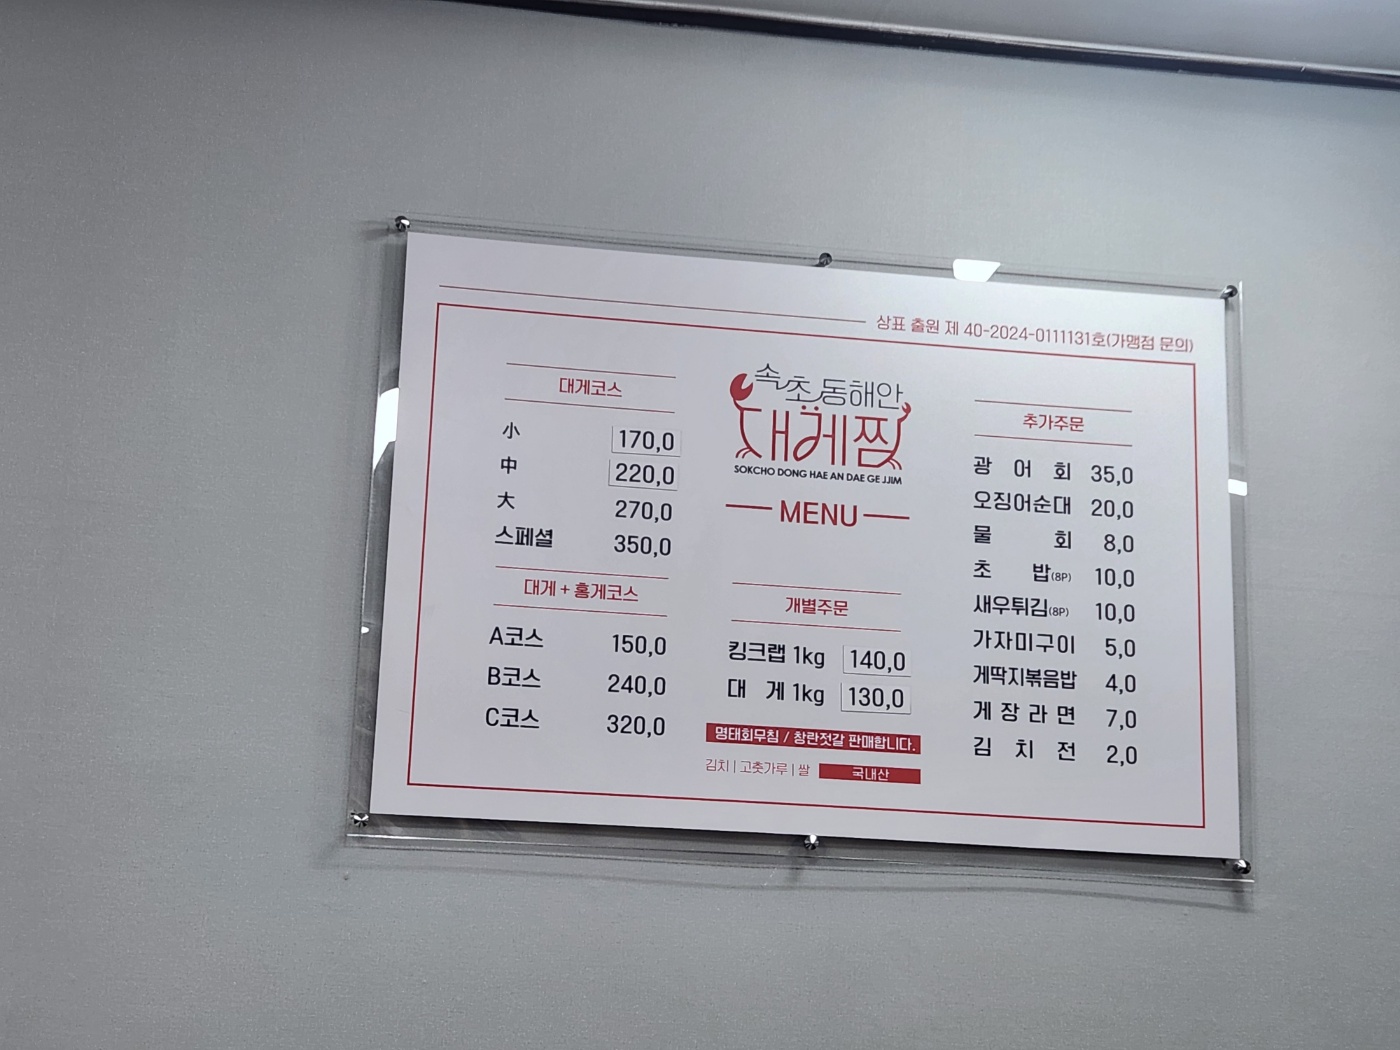 상표 출원 제 40-2024-0111131호(가맹점 문의)
대게코스
小 170,0
中 220,0
大 270,0
스페셜 350,0
대게 + 홍게코스
A코스 150,0
B코스 240,0
C코스 320,0
속초 동해안
대게찜
SOKCHO DONG HAE AN DAE GE JJIM
MENU
개별주문
킹크랩 1kg 140,0
대 게 1kg 130,0
명태회무침 / 창란젓갈 판매합니다.
김치 | 고춧가루 | 쌀 국내산
추가주문
광 어 회 35,0
오징어순대 20,0
물 회 8,0
초 밥(8P) 10,0
새우튀김(8P) 10,0
가자미구이 5,0
게딱지볶음밥 4,0
게 장 라 면 7,0
김 치 전 2,0